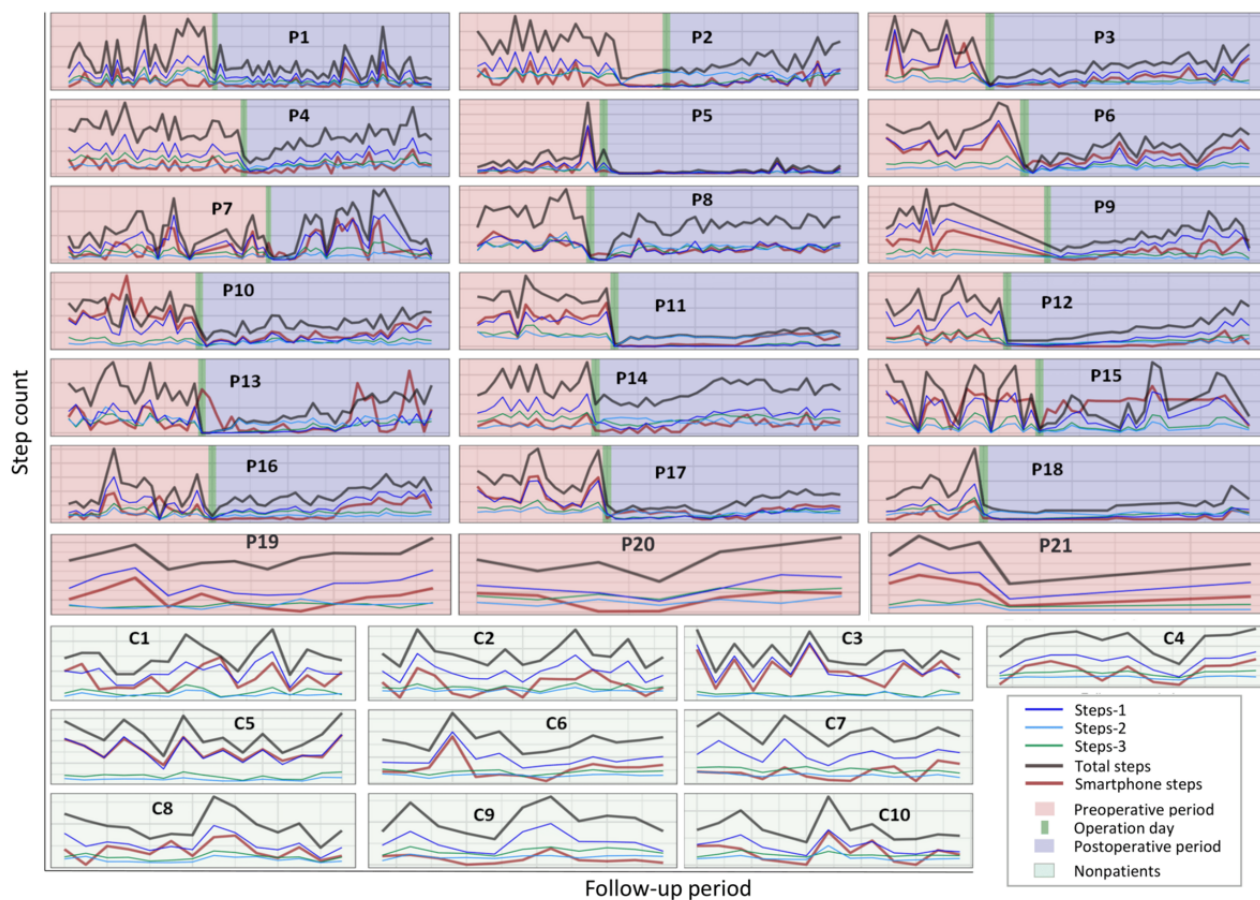 P1 P2 P3
P4 P5 P6
P7 P8 P9
P10 P11 P12
P13 P14 P15
P16 P17 P18
P19 P20 P21
C1 C2 C3 C4
C5 C6 C7
C8 C9 C10
Step count
Follow-up period
Steps-1
Steps-2
Steps-3
Total steps
Smartphone steps
Preoperative period
Operation day
Postoperative period
Nonpatients